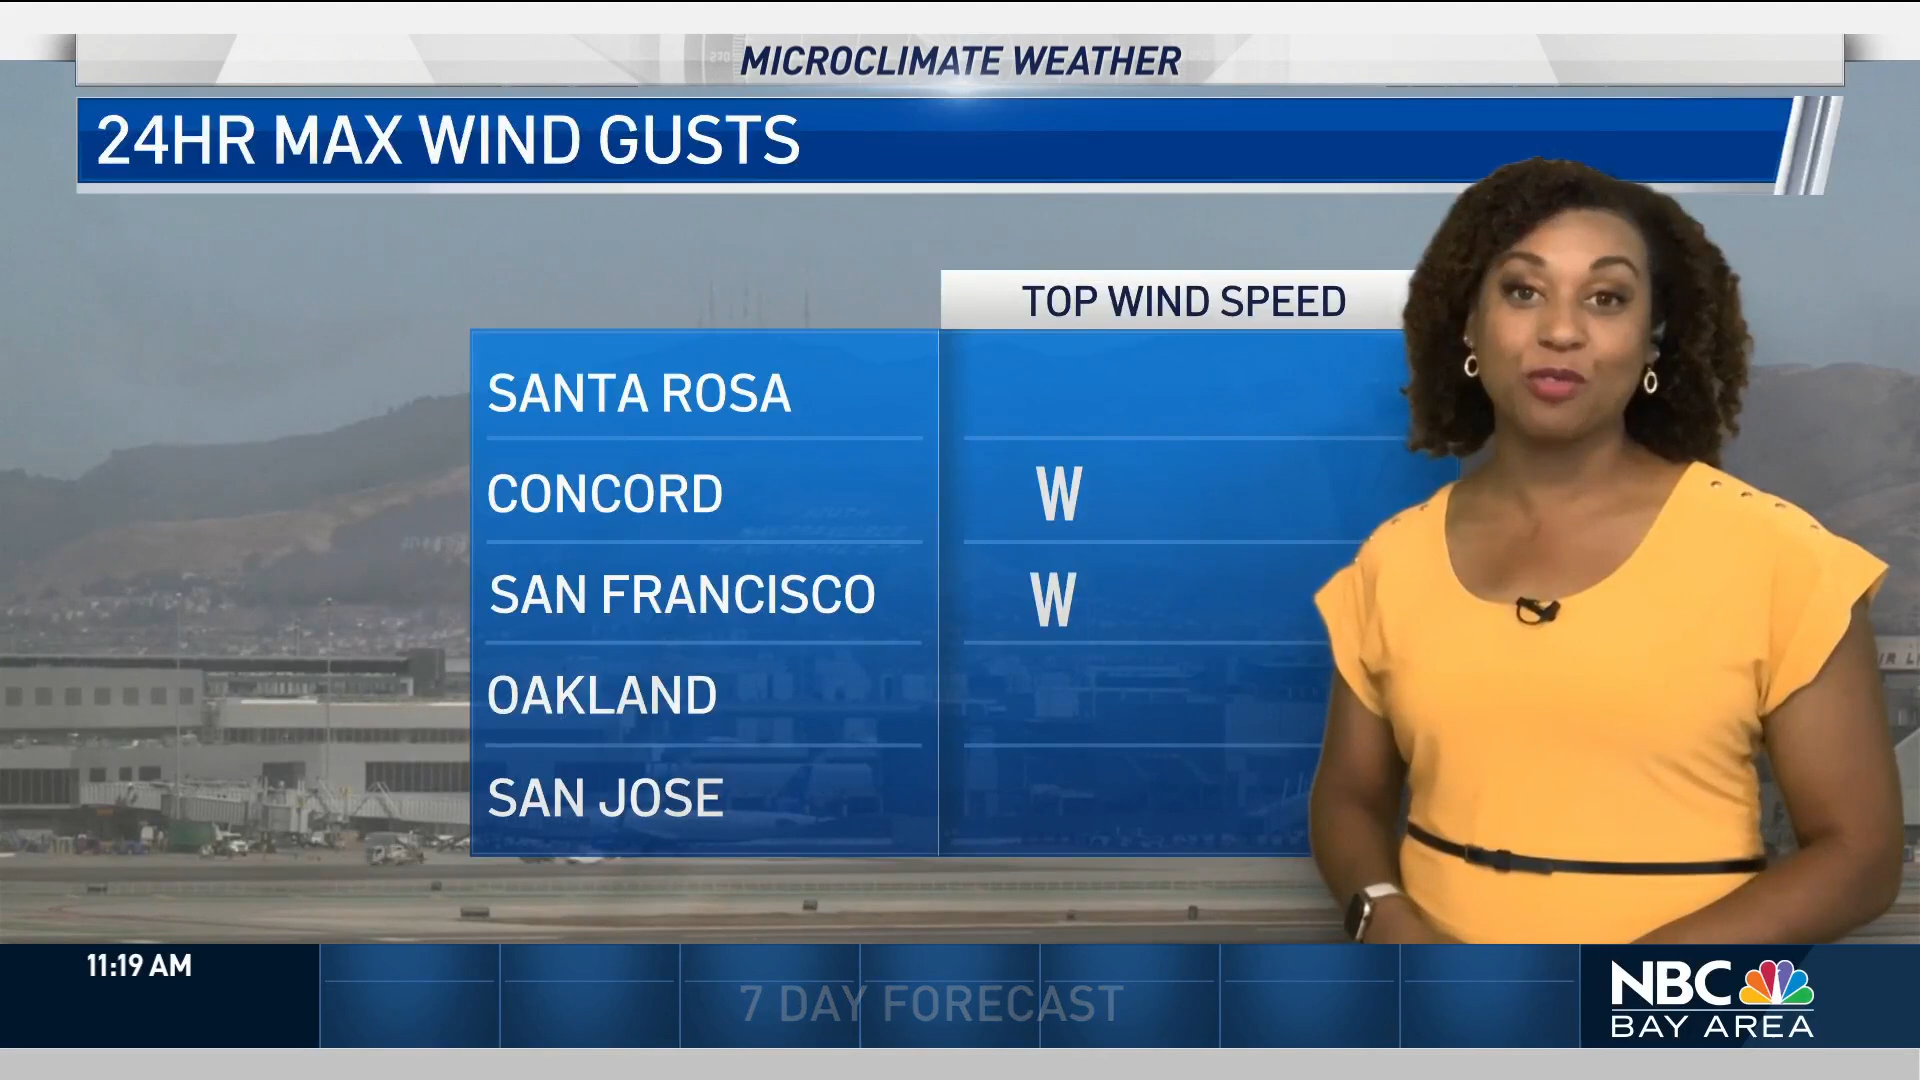 MICROCLIMATE WEATHER
24HR MAX WIND GUSTS
TOP WIND SPEED
SANTA ROSA
CONCORD W
SAN FRANCISCO W
OAKLAND
SAN JOSE
11:19 AM
7 DAY FORECAST
NBC
BAY AREA